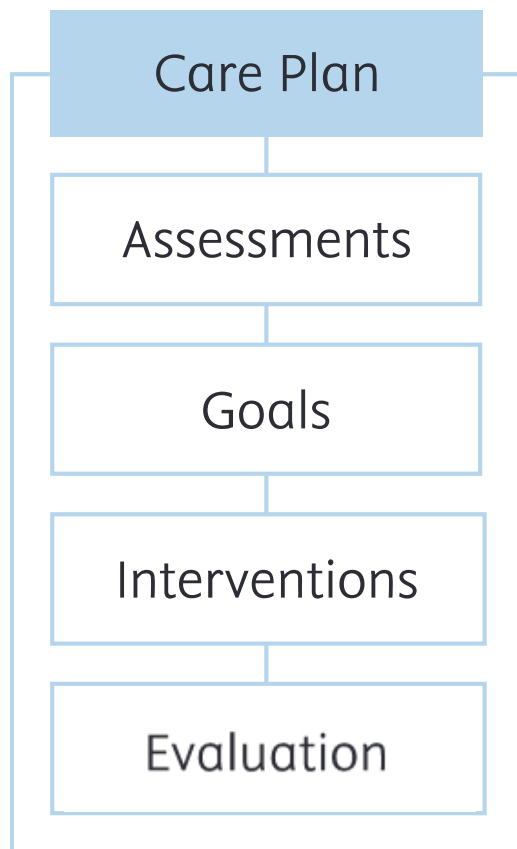 Care Plan
Assessments
Goals
Interventions
Evaluation